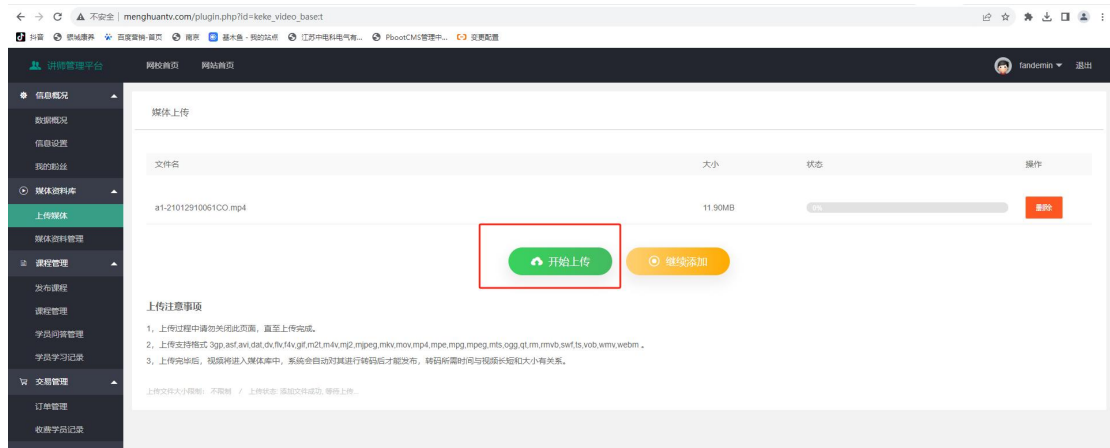 不安全 | menghuantv.com/plugin.php?id=keke_video_base:t
抖音 银城康养 百度营销-首页 南京 基木鱼 - 我的站点 江苏中电科电气有... PbootCMS管理中... 变更配置
讲师管理平台 网校首页 网站首页 fandemin 退出
信息概况
数据概况
信息设置
我的粉丝
媒体资料库
上传媒体
媒体资料管理
课程管理
发布课程
课程管理
学员问答管理
学员学习记录
交易管理
订单管理
收费学员记录
媒体上传
文件名 大小 状态 操作
a1-21012910061CO.mp4 11.90MB 0% 删除
开始上传 继续添加
上传注意事项
1，上传过程中请勿关闭此页面，直至上传完成。
2，上传支持格式 3gp,asf,avi,dat,dv,flv,f4v,gif,m2t,m4v,mj2,mjpeg,mkv,mov,mp4,mpe,mpg,mpeg,mts,ogg,qt,rm,rmvb,swf,ts,vob,wmv,webm 。
3，上传完毕后，视频将进入媒体库中，系统会自动对其进行转码后才能发布，转码所需时间与视频长短和大小有关系。
上传文件大小限制： 不限制 / 上传状态: 添加文件成功, 等待上传...